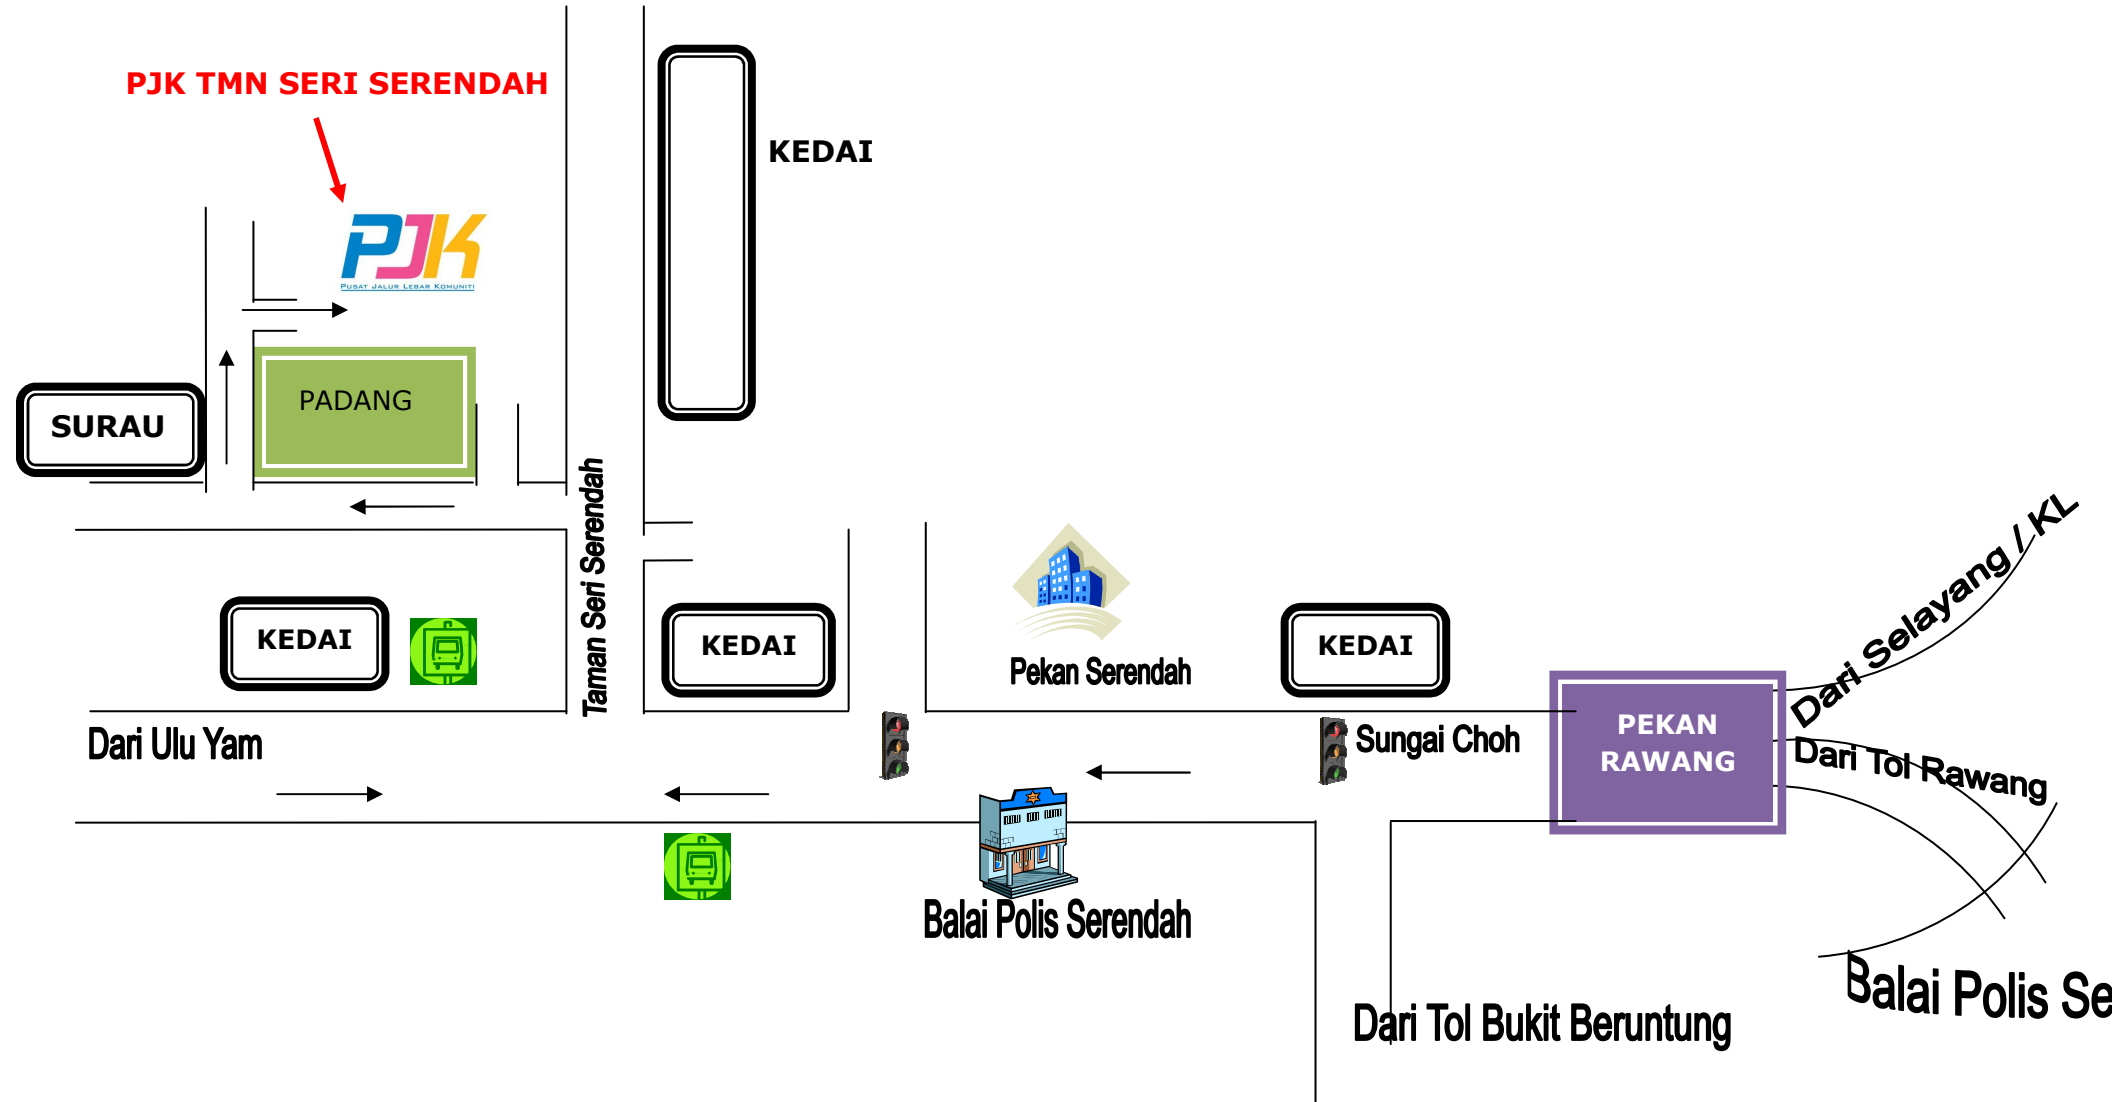 PJK TMN SERI SERENDAH
KEDAI
PJK
PUSAT JALUR LEBAR KOMUNITI
PADANG
SURAU
Taman Seri Serendah
KEDAI
KEDAI
Pekan Serendah
KEDAI
Dari Selayang / KL
PEKAN
RAWANG
Dari Tol Rawang
Dari Ulu Yam
Sungai Choh
Balai Polis Serendah
Balai Polis Se
Dari Tol Bukit Beruntung